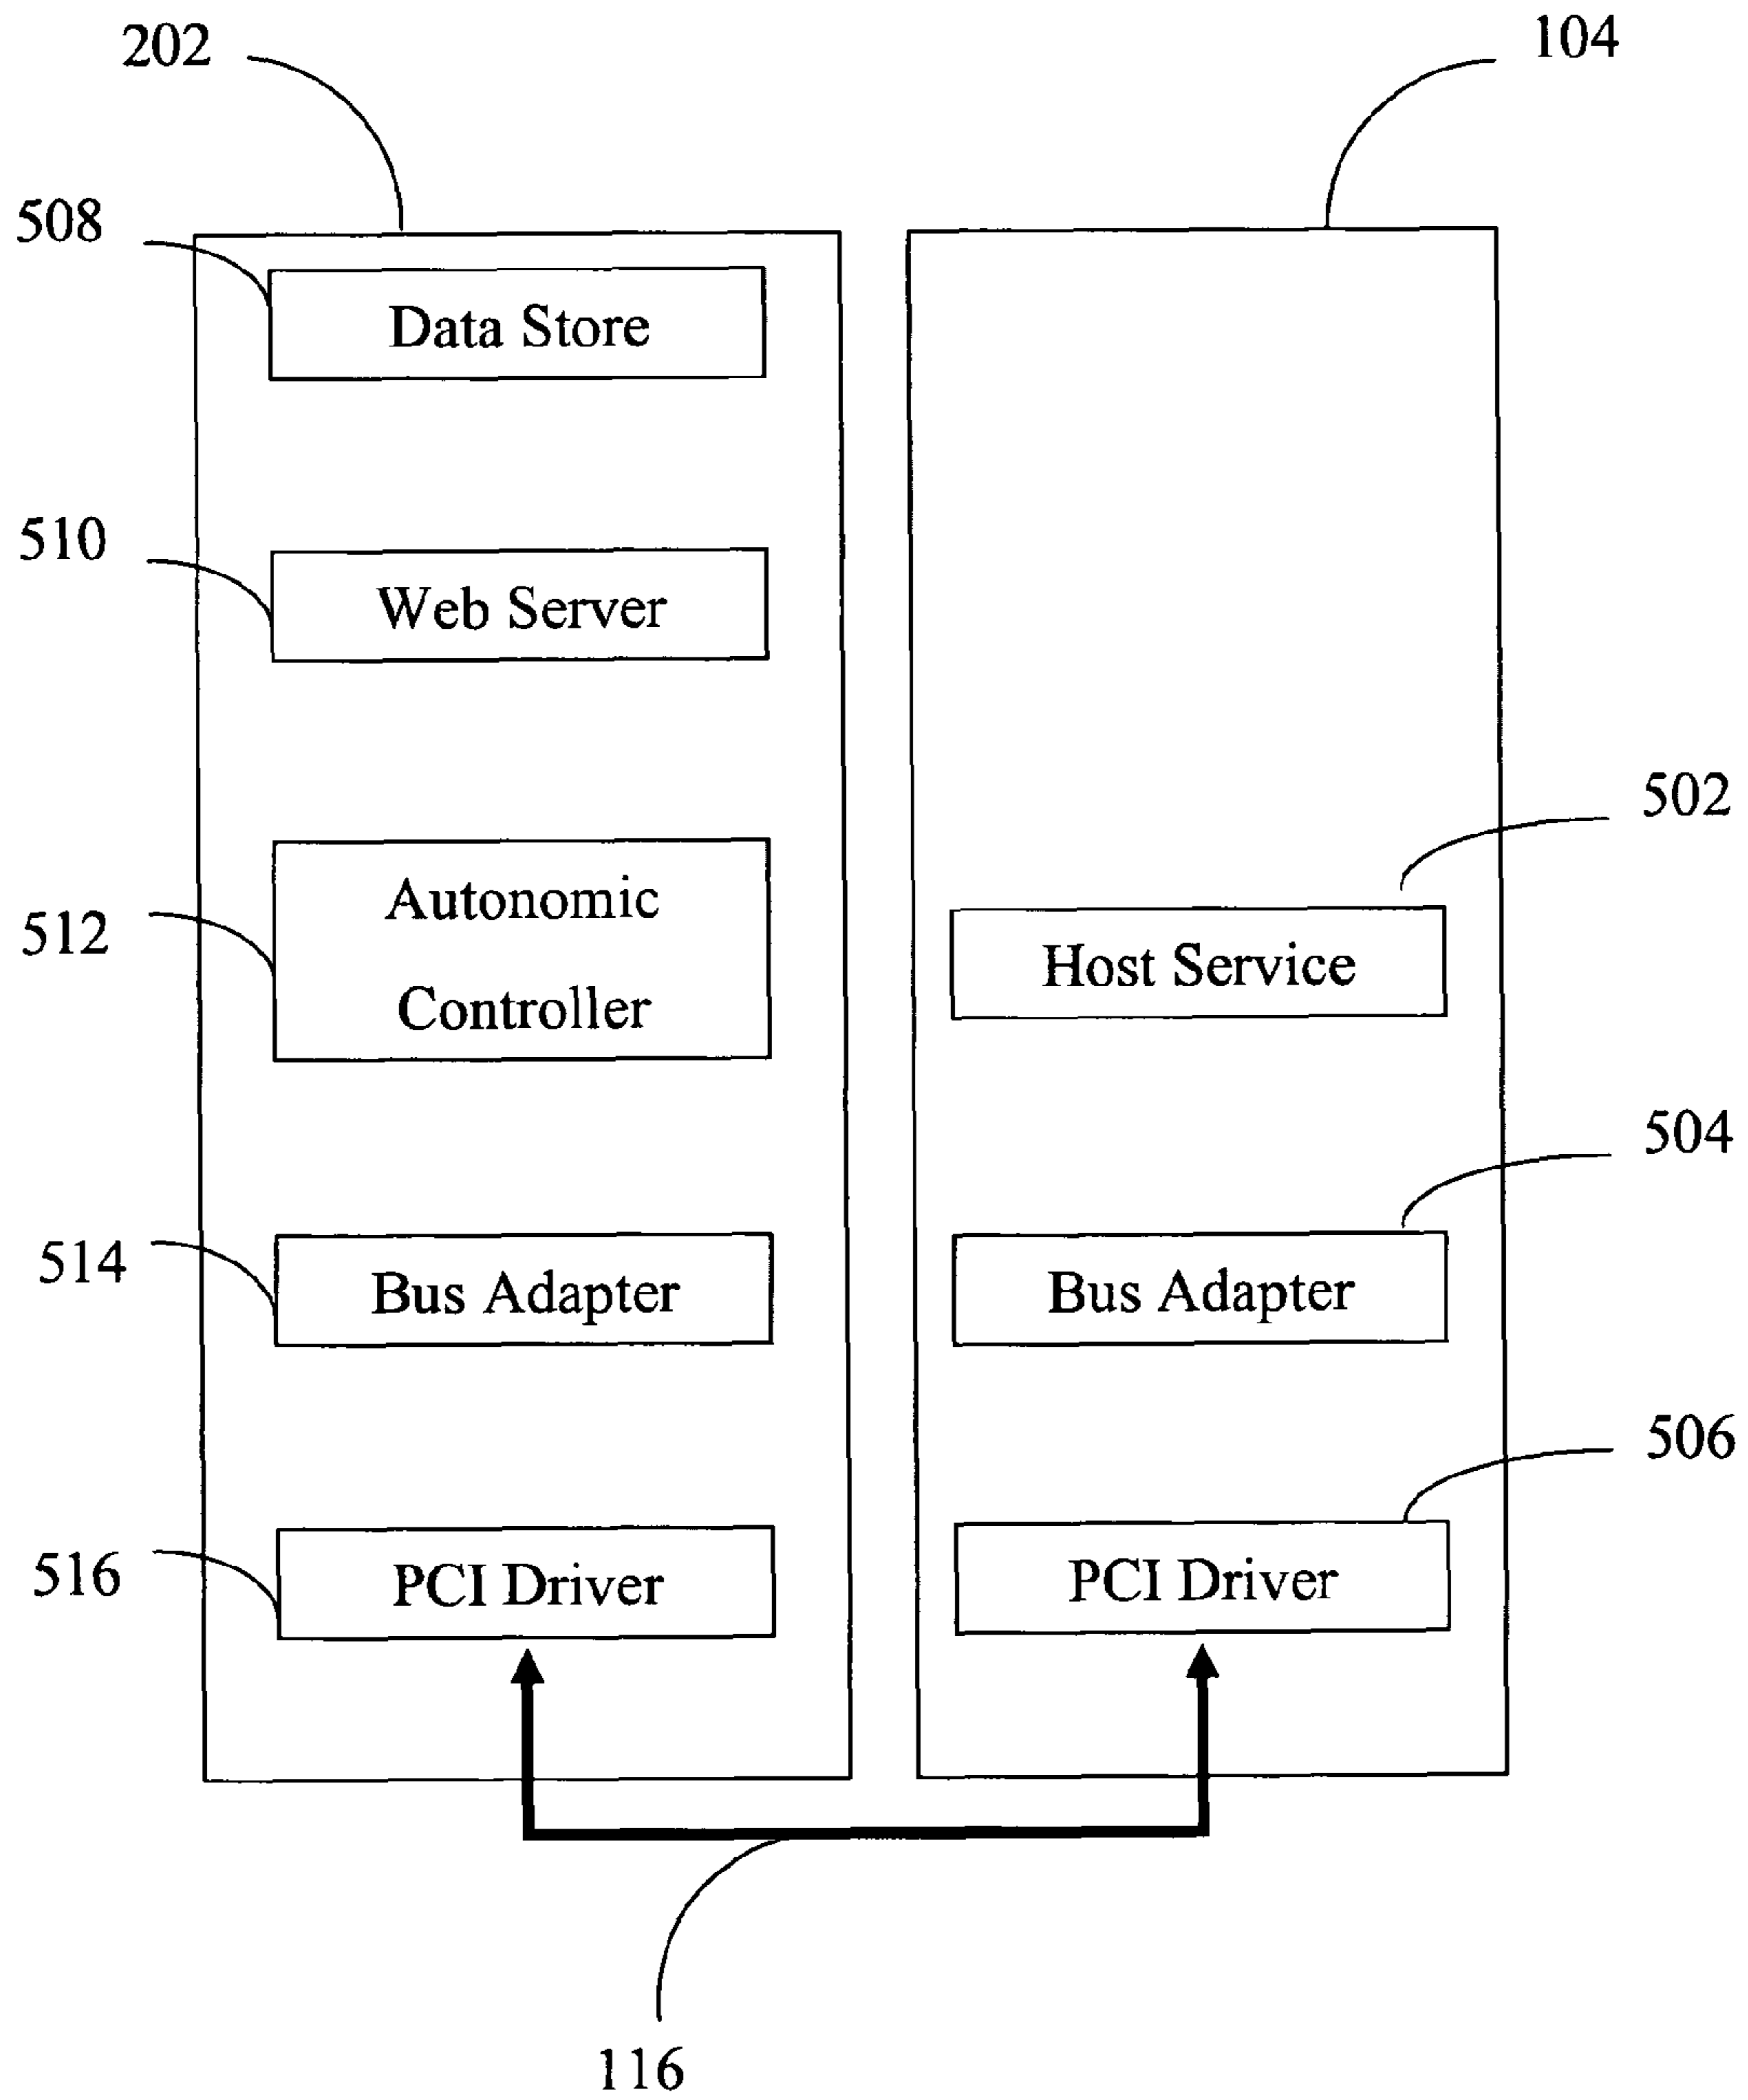 202
104
508
Data Store
510
Web Server
502
512
Autonomic
Controller
Host Service
504
514
Bus Adapter
Bus Adapter
506
516
PCI Driver
PCI Driver
116